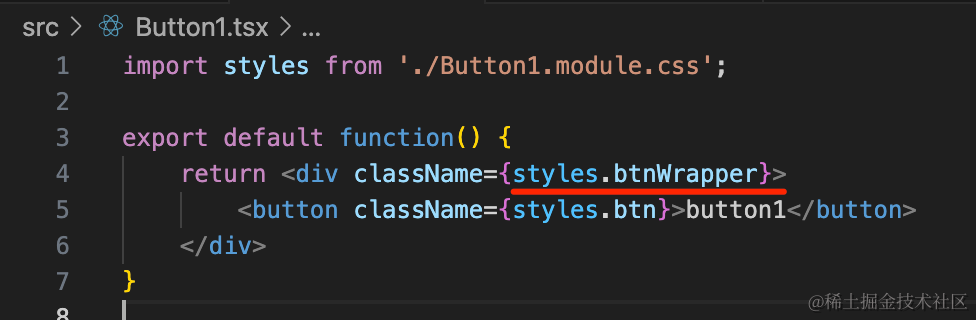 src > Button1.tsx > ...
1 import styles from './Button1.module.css';
2
3 export default function() {
4 return <div className={styles.btnWrapper}>
5 <button className={styles.btn}>button1</button>
6 </div>
7 }
8
@稀土掘金技术社区